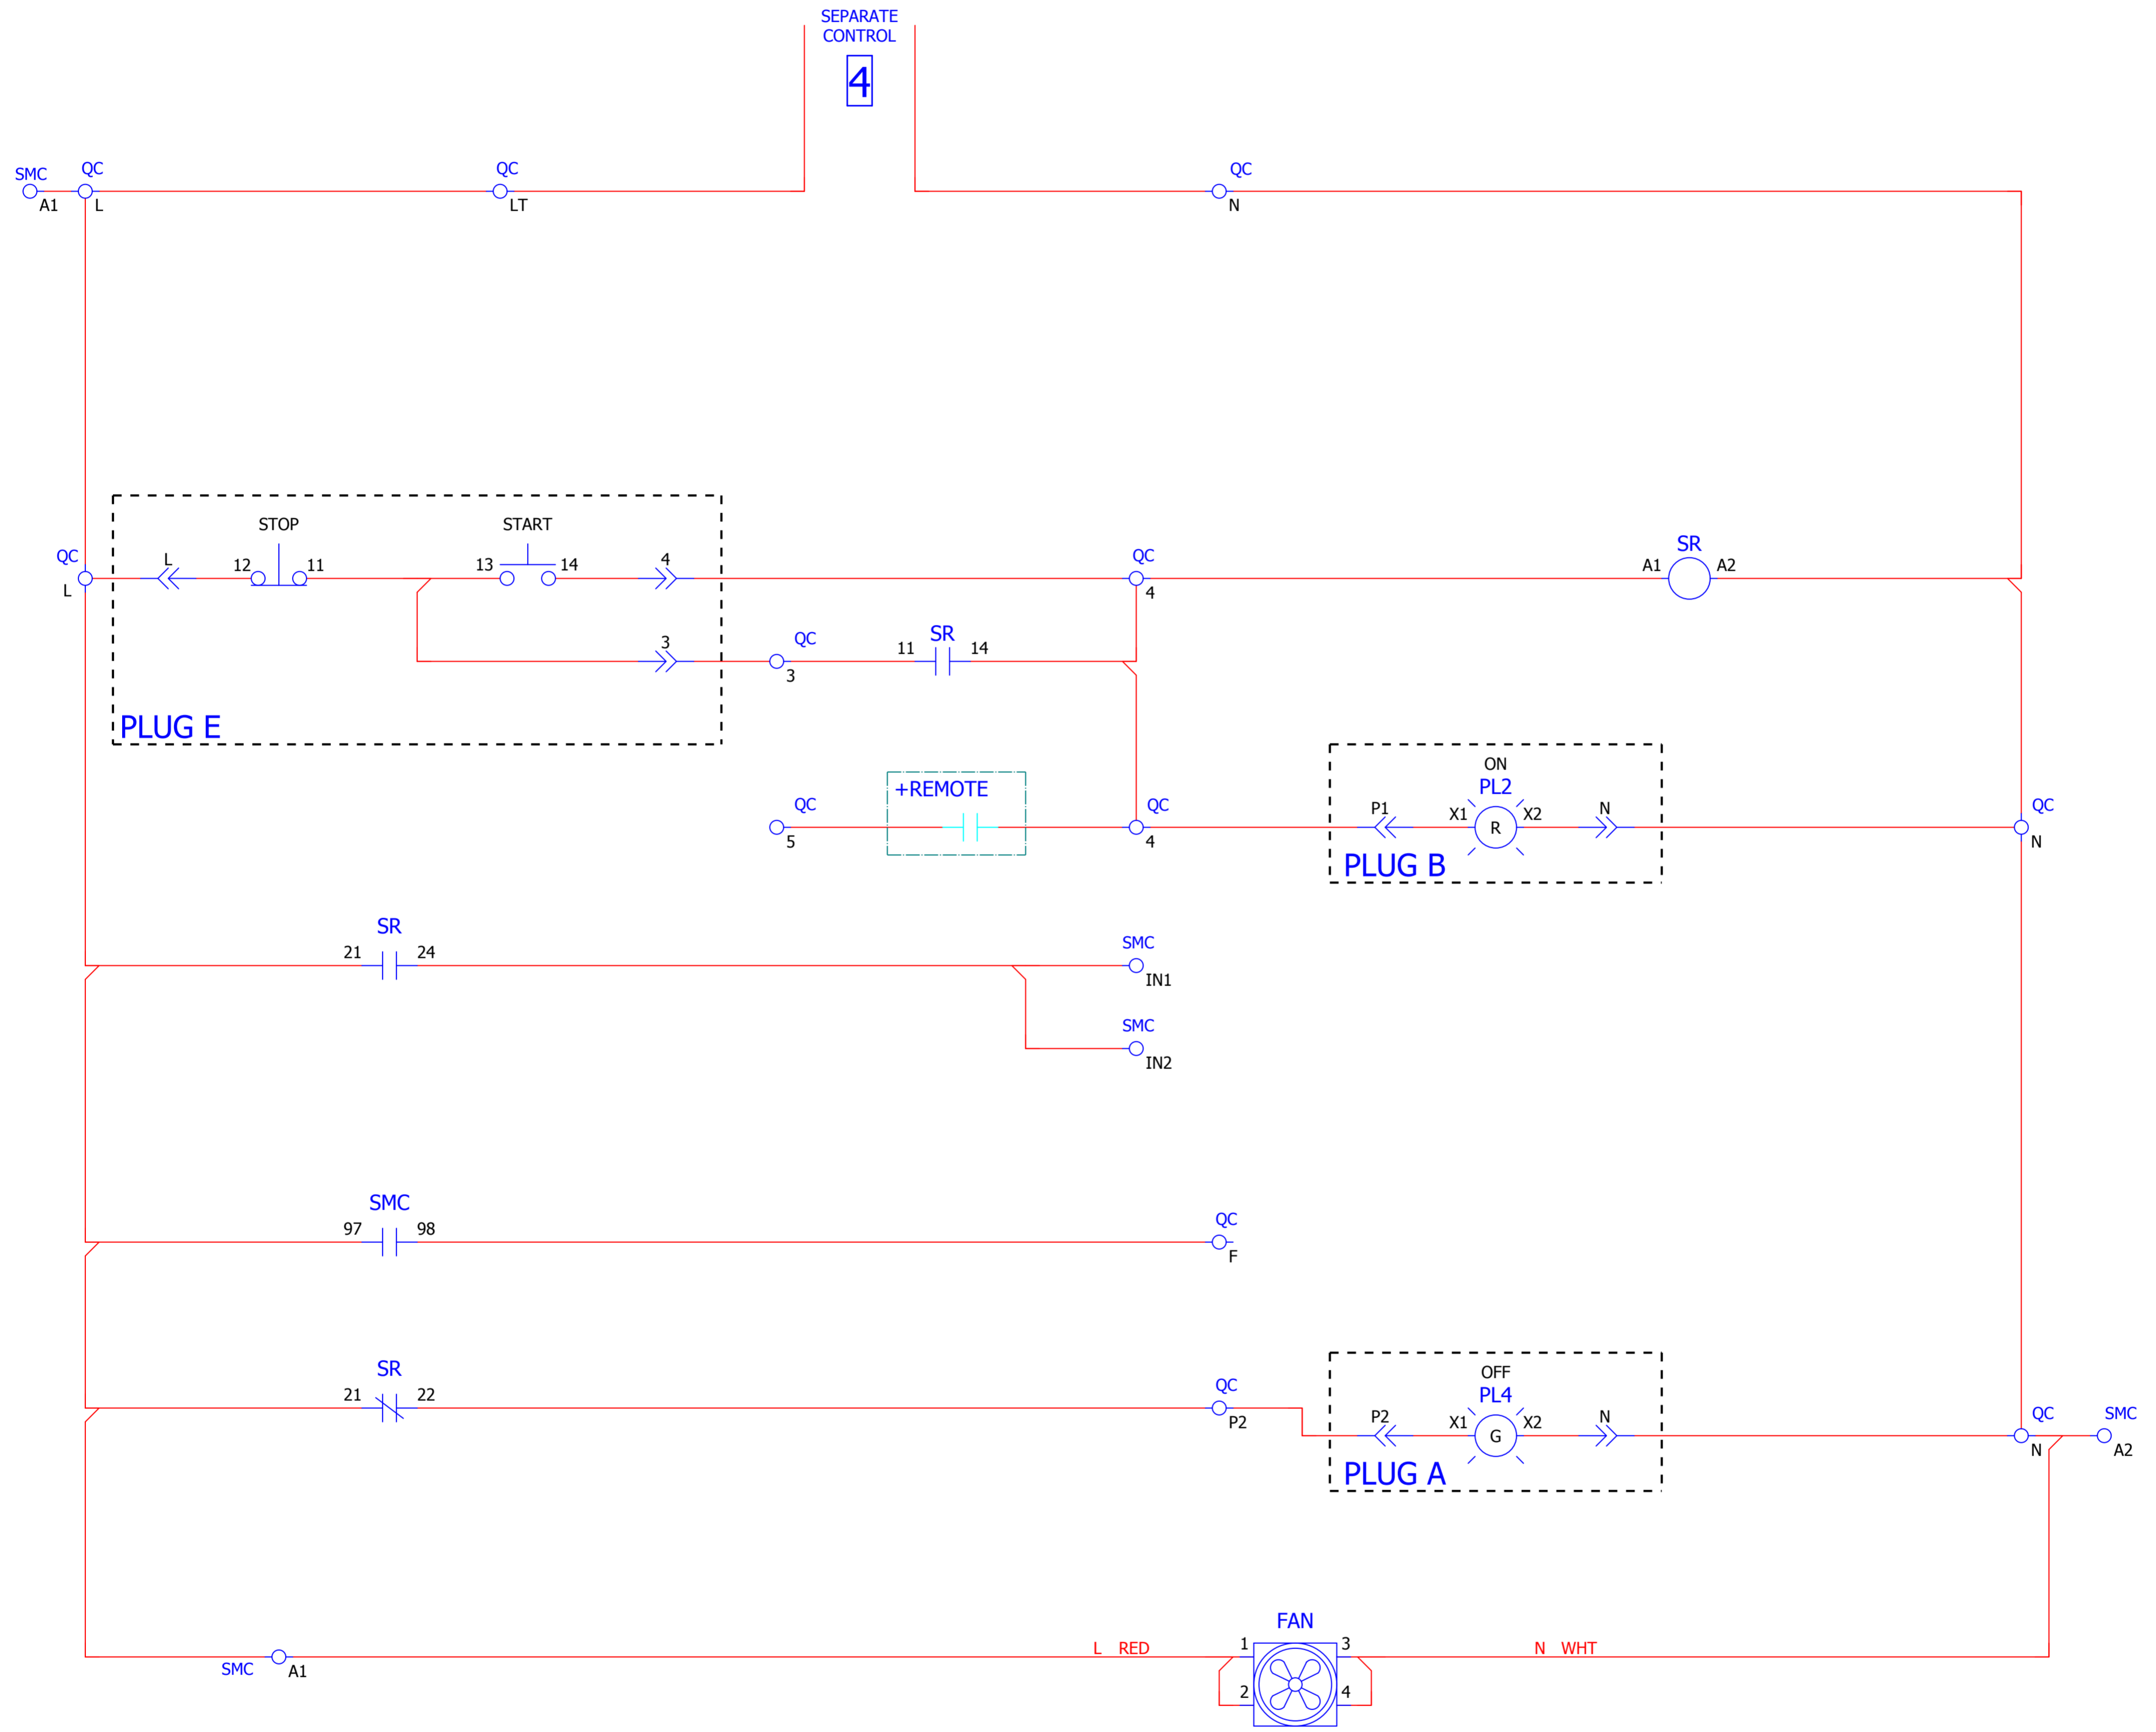 SEPARATE
CONTROL
4
SMC
A1
QC
L
QC
LT
QC
N
QC
L
L
STOP
12
11
START
13
14
4
3
PLUG E
QC
4
SR
A1
A2
QC
3
SR
11
14
QC
5
+REMOTE
QC
4
ON
PL2
P1
X1
R
X2
N
PLUG B
QC
N
SR
21
24
SMC
IN1
SMC
IN2
SMC
97
98
QC
F
SR
21
22
QC
P2
OFF
PL4
P2
X1
G
X2
N
PLUG A
QC
N
SMC
A2
SMC
A1
L RED
FAN
1
2
3
4
N WHT